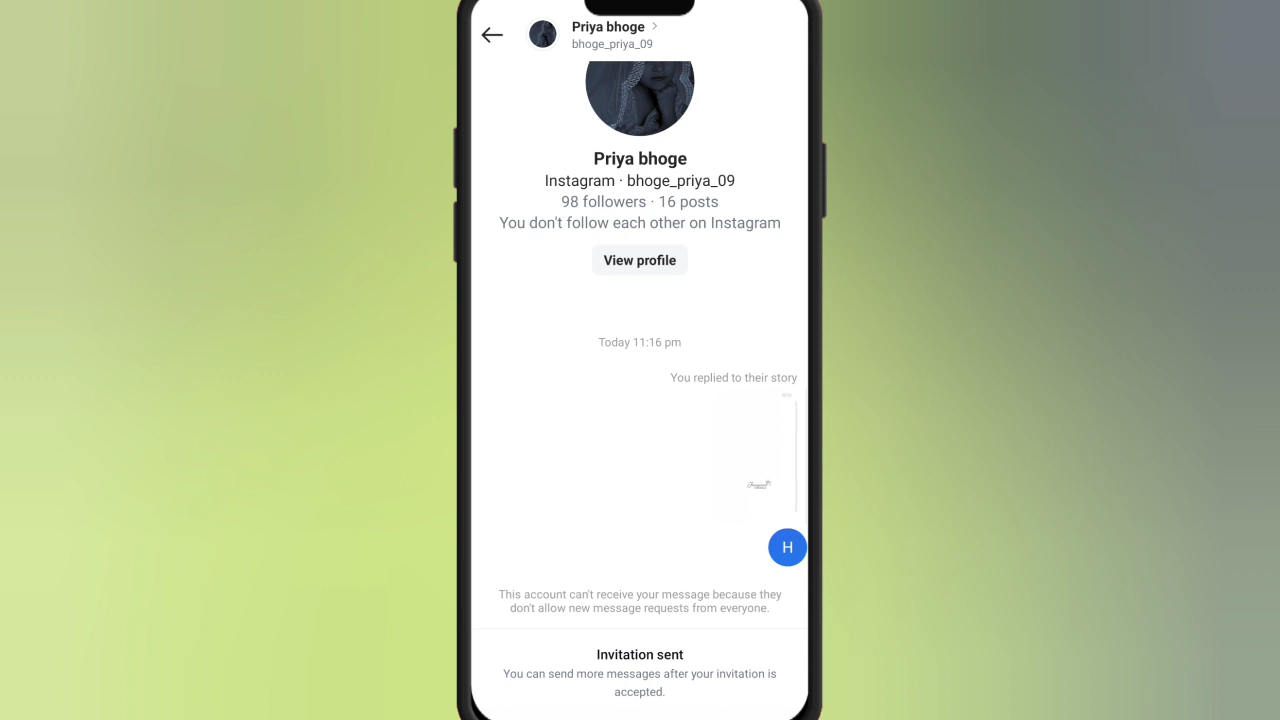 Priya bhoge
bhoge_priya_09
Priya bhoge
Instagram · bhoge_priya_09
98 followers · 16 posts
You don't follow each other on Instagram
View profile
Today 11:16 pm
You replied to their story
H
This account can't receive your message because they
don't allow new message requests from everyone.
Invitation sent
You can send more messages after your invitation is
accepted.